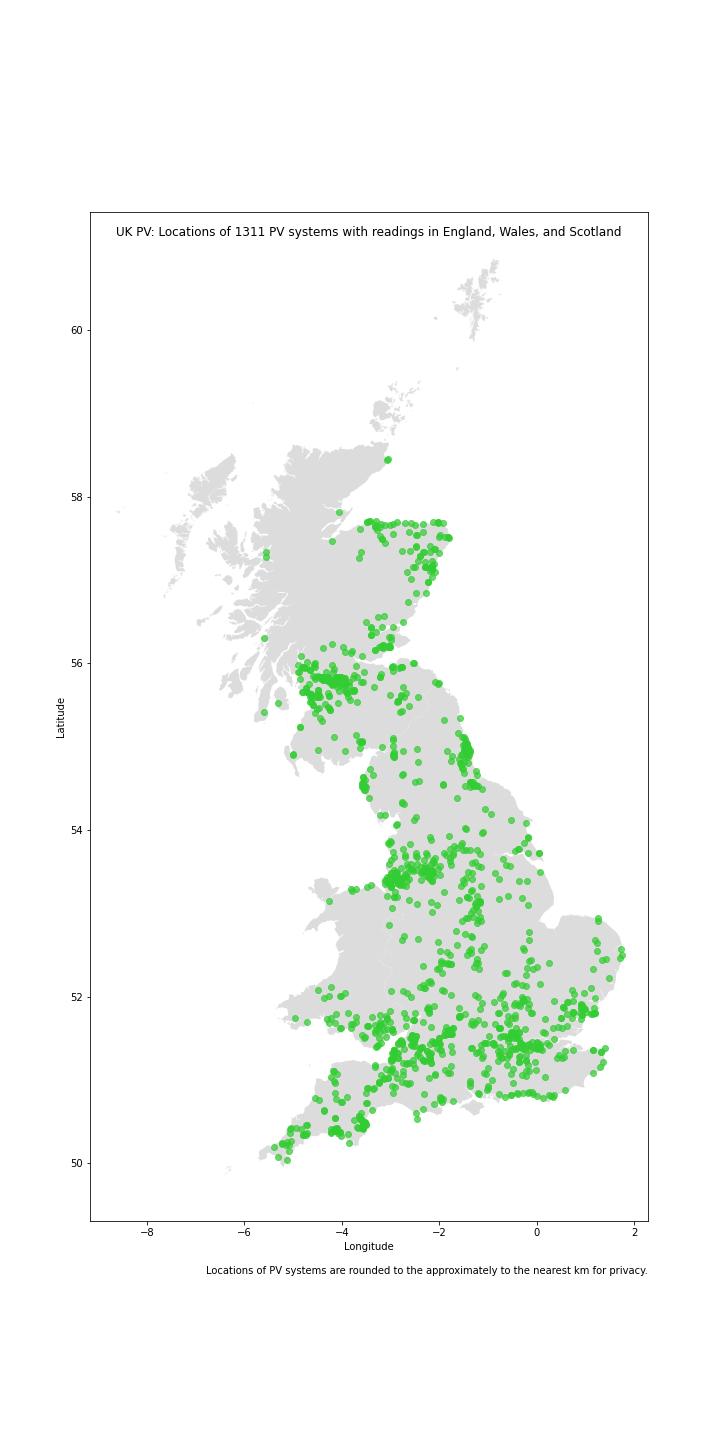 UK PV: Locations of 1311 PV systems with readings in England, Wales, and Scotland
60
58
56
54
52
50
Latitude
−8 −6 −4 −2 0 2
Longitude
Locations of PV systems are rounded to the approximately to the nearest km for privacy.